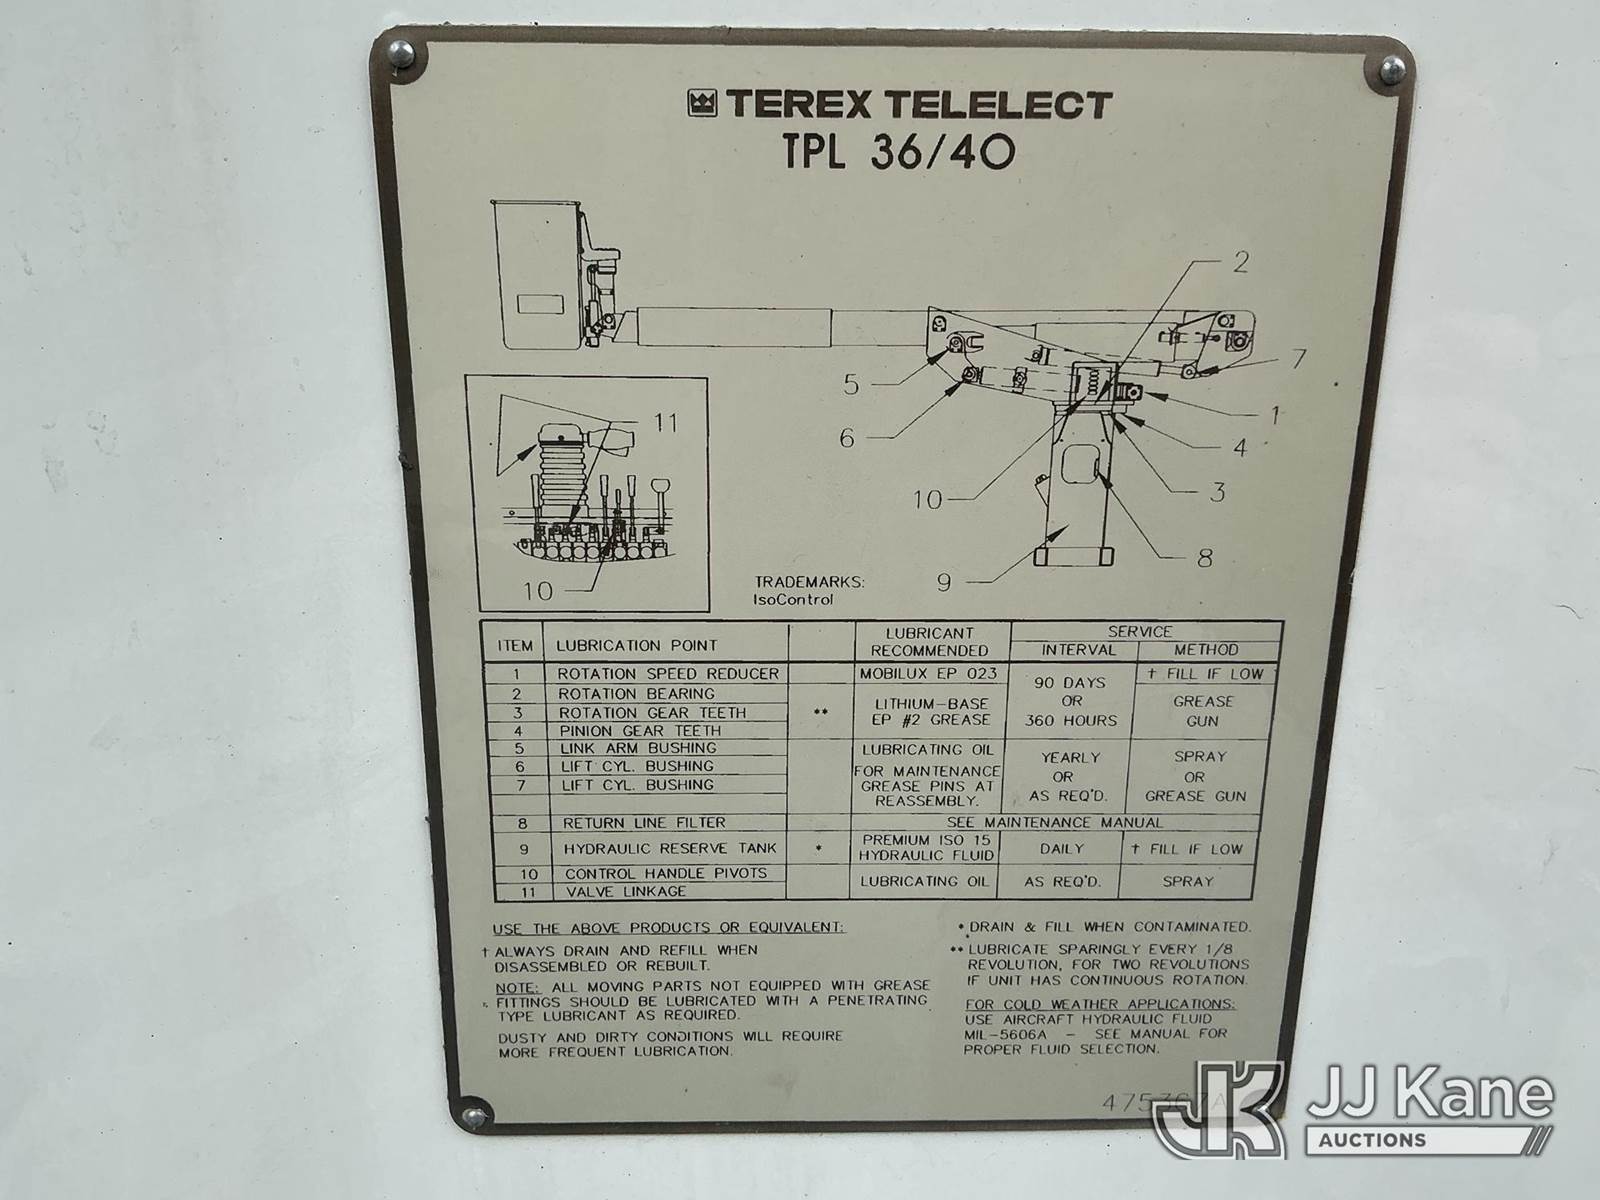 TEREX TELELECT
TPL 36/40
2
7
5
1
6
4
11
10
3
8
9
10
TRADEMARKS:
IsoControl
ITEM LUBRICATION POINT LUBRICANT RECOMMENDED SERVICE
INTERVAL METHOD
1 ROTATION SPEED REDUCER MOBILUX EP 023 90 DAYS OR 360 HOURS † FILL IF LOW
2 ROTATION BEARING
3 ROTATION GEAR TEETH ** LITHIUM-BASE EP #2 GREASE GREASE GUN
4 PINION GEAR TEETH
5 LINK ARM BUSHING LUBRICATING OIL YEARLY SPRAY
6 LIFT CYL. BUSHING FOR MAINTENANCE OR OR
7 LIFT CYL. BUSHING GREASE PINS AT AS REQ'D. GREASE GUN
REASSEMBLY.
8 RETURN LINE FILTER SEE MAINTENANCE MANUAL
9 HYDRAULIC RESERVE TANK * PREMIUM ISO 15 HYDRAULIC FLUID DAILY † FILL IF LOW
10 CONTROL HANDLE PIVOTS LUBRICATING OIL AS REQ'D. SPRAY
11 VALVE LINKAGE
USE THE ABOVE PRODUCTS OR EQUIVALENT:
† ALWAYS DRAIN AND REFILL WHEN
DISASSEMBLED OR REBUILT.
NOTE: ALL MOVING PARTS NOT EQUIPPED WITH GREASE
FITTINGS SHOULD BE LUBRICATED WITH A PENETRATING
TYPE LUBRICANT AS REQUIRED.
DUSTY AND DIRTY CONDITIONS WILL REQUIRE
MORE FREQUENT LUBRICATION.
* DRAIN & FILL WHEN CONTAMINATED.
** LUBRICATE SPARINGLY EVERY 1/8
REVOLUTION, FOR TWO REVOLUTIONS
IF UNIT HAS CONTINUOUS ROTATION.
FOR COLD WEATHER APPLICATIONS:
USE AIRCRAFT HYDRAULIC FLUID
MIL-5606A - SEE MANUAL FOR
PROPER FLUID SELECTION.
475367A
JK JJ Kane
AUCTIONS